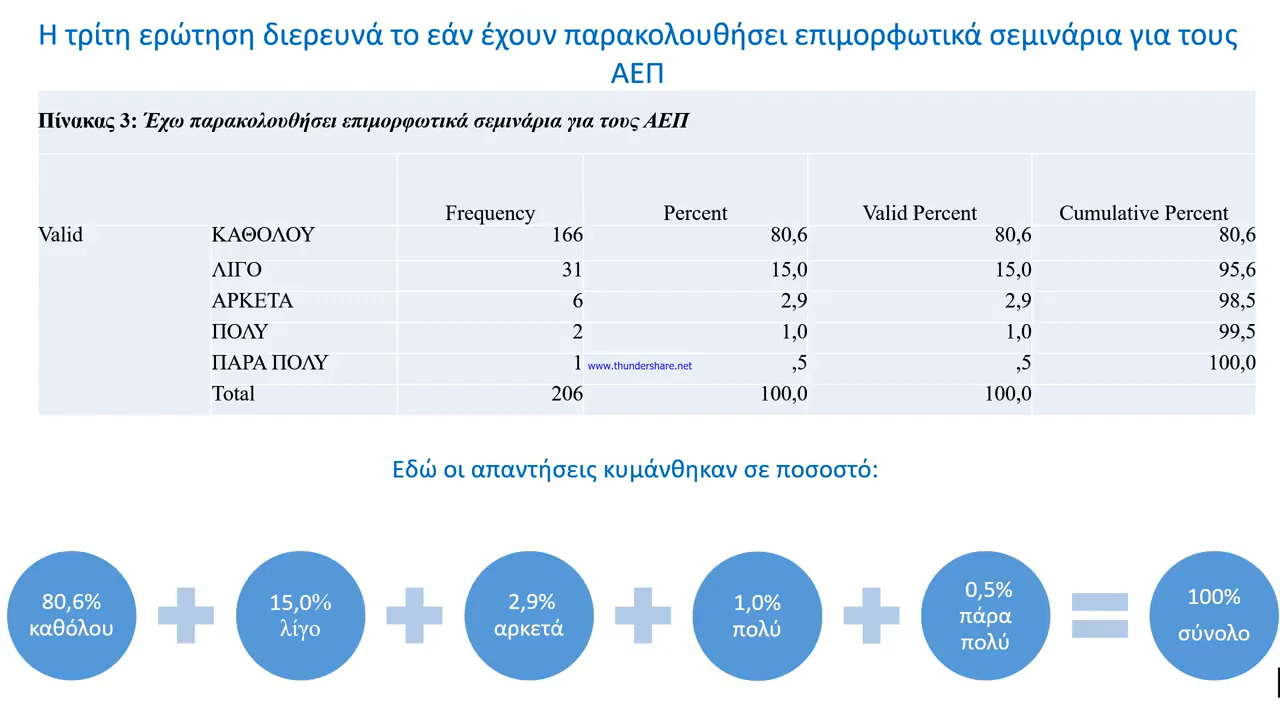 Η τρίτη ερώτηση διερευνά το εάν έχουν παρακολουθήσει επιμορφωτικά σεμινάρια για τους
ΑΕΠ
Πίνακας 3: Έχω παρακολουθήσει επιμορφωτικά σεμινάρια για τους ΑΕΠ
Frequency Percent Valid Percent Cumulative Percent
Valid ΚΑΘΟΛΟΥ 166 80,6 80,6 80,6
ΛΙΓΟ 31 15,0 15,0 95,6
ΑΡΚΕΤΑ 6 2,9 2,9 98,5
ΠΟΛΥ 2 1,0 1,0 99,5
ΠΑΡΑ ΠΟΛΥ 1 www.thundershare.net ,5 ,5 100,0
Total 206 100,0 100,0
Εδώ οι απαντήσεις κυμάνθηκαν σε ποσοστό:
80,6%
καθόλου
15,0%
λίγο
2,9%
αρκετά
1,0%
πολύ
0,5%
πάρα
πολύ
100%
σύνολο